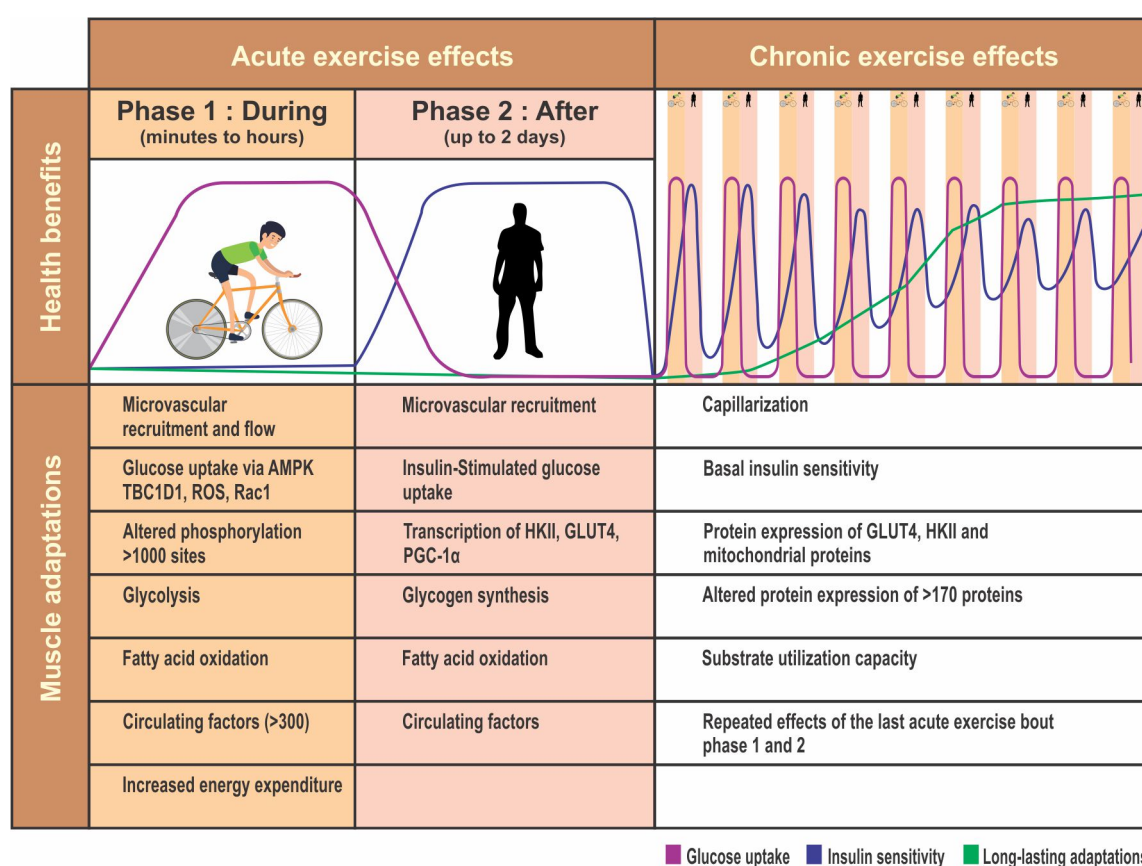 Acute exercise effects
Chronic exercise effects
Health benefits
Phase 1 : During
(minutes to hours)
Phase 2 : After
(up to 2 days)
Muscle adaptations
Microvascular
recruitment and flow
Microvascular recruitment
Capillarization
Glucose uptake via AMPK
TBC1D1, ROS, Rac1
Insulin-Stimulated glucose
uptake
Basal insulin sensitivity
Altered phosphorylation
>1000 sites
Transcription of HKII, GLUT4,
PGC-1α
Protein expression of GLUT4, HKII and
mitochondrial proteins
Glycolysis
Glycogen synthesis
Altered protein expression of >170 proteins
Fatty acid oxidation
Fatty acid oxidation
Substrate utilization capacity
Circulating factors (>300)
Circulating factors
Repeated effects of the last acute exercise bout
phase 1 and 2
Increased energy expenditure
Glucose uptake
Insulin sensitivity
Long-lasting adaptations